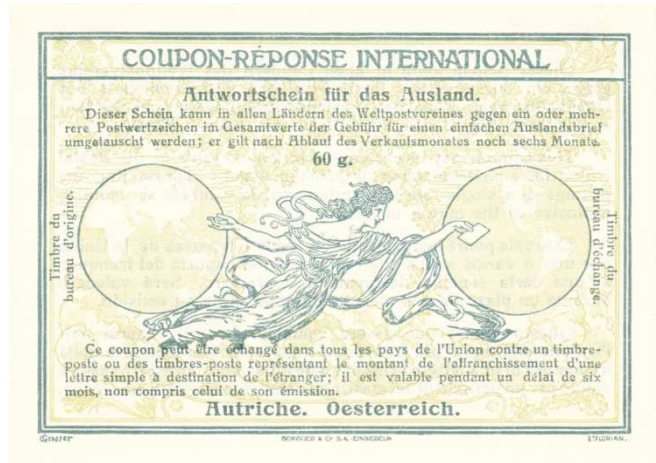 COUPON-RÉPONSE INTERNATIONAL
Antwortschein für das Ausland.
Dieser Schein kann in allen Ländern des Weltpostvereines gegen ein oder meh-
rere Postwertzeichen im Gesamtwerte der Gebühr für einen einfachen Auslandsbrief
umgetauscht werden; er gilt nach Ablauf des Verkaufsmonates noch sechs Monate.
60 g.
Timbre du
bureau d'origine.
Timbre du
bureau d'échange.
Ce coupon peut être échangé dans tous les pays de l'Union contre un timbre-
poste ou des timbres-poste représentant le montant de l'affranchissement d'une
lettre simple à destination de l'étranger; il est valable pendant un délai de six
mois, non compris celui de son émission.
Autriche. Oesterreich.
BENZIGER & Co S.A. EINSIEDELN